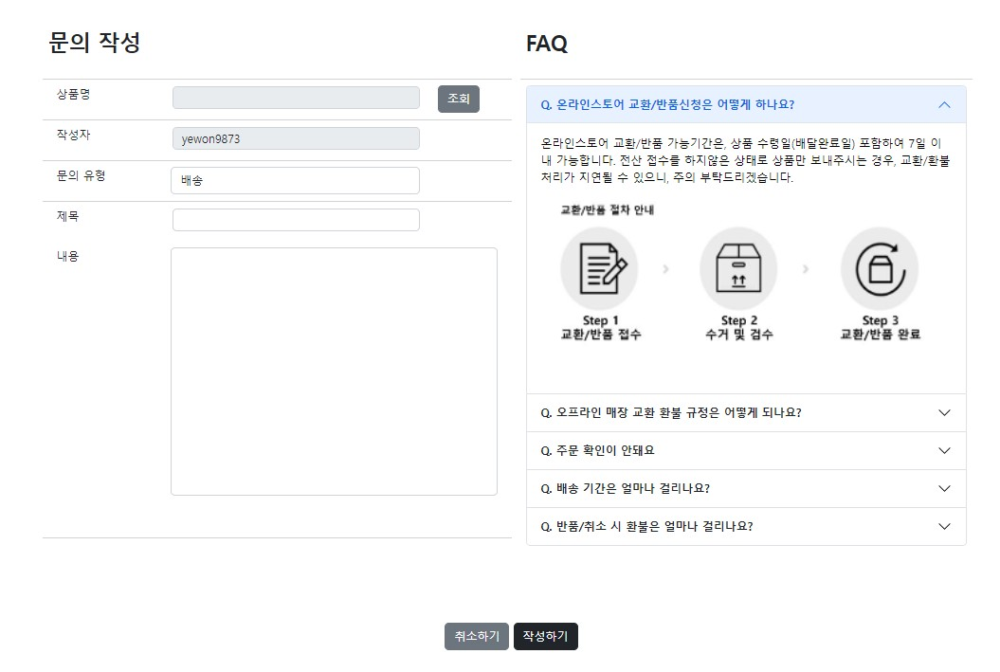 문의 작성
상품명
조회
작성자
yewon9873
문의 유형
배송
제목
내용
FAQ
Q. 온라인스토어 교환/반품신청은 어떻게 하나요?
온라인스토어 교환/반품 가능기간은, 상품 수령일(배달완료일) 포함하여 7일 이
내 가능합니다. 전산 접수를 하지않은 상태로 상품만 보내주시는 경우, 교환/환불
처리가 지연될 수 있으니, 주의 부탁드리겠습니다.
교환/반품 절차 안내
Step 1
교환/반품 접수
Step 2
수거 및 검수
Step 3
교환/반품 완료
Q. 오프라인 매장 교환 환불 규정은 어떻게 되나요?
Q. 주문 확인이 안돼요
Q. 배송 기간은 얼마나 걸리나요?
Q. 반품/취소 시 환불은 얼마나 걸리나요?
취소하기
작성하기